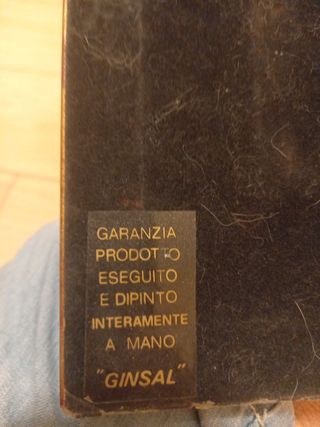 GARANZIA
PRODOTTO
ESEGUITO
E DIPINTO
INTERAMENTE
A MANO
"GINSAL"